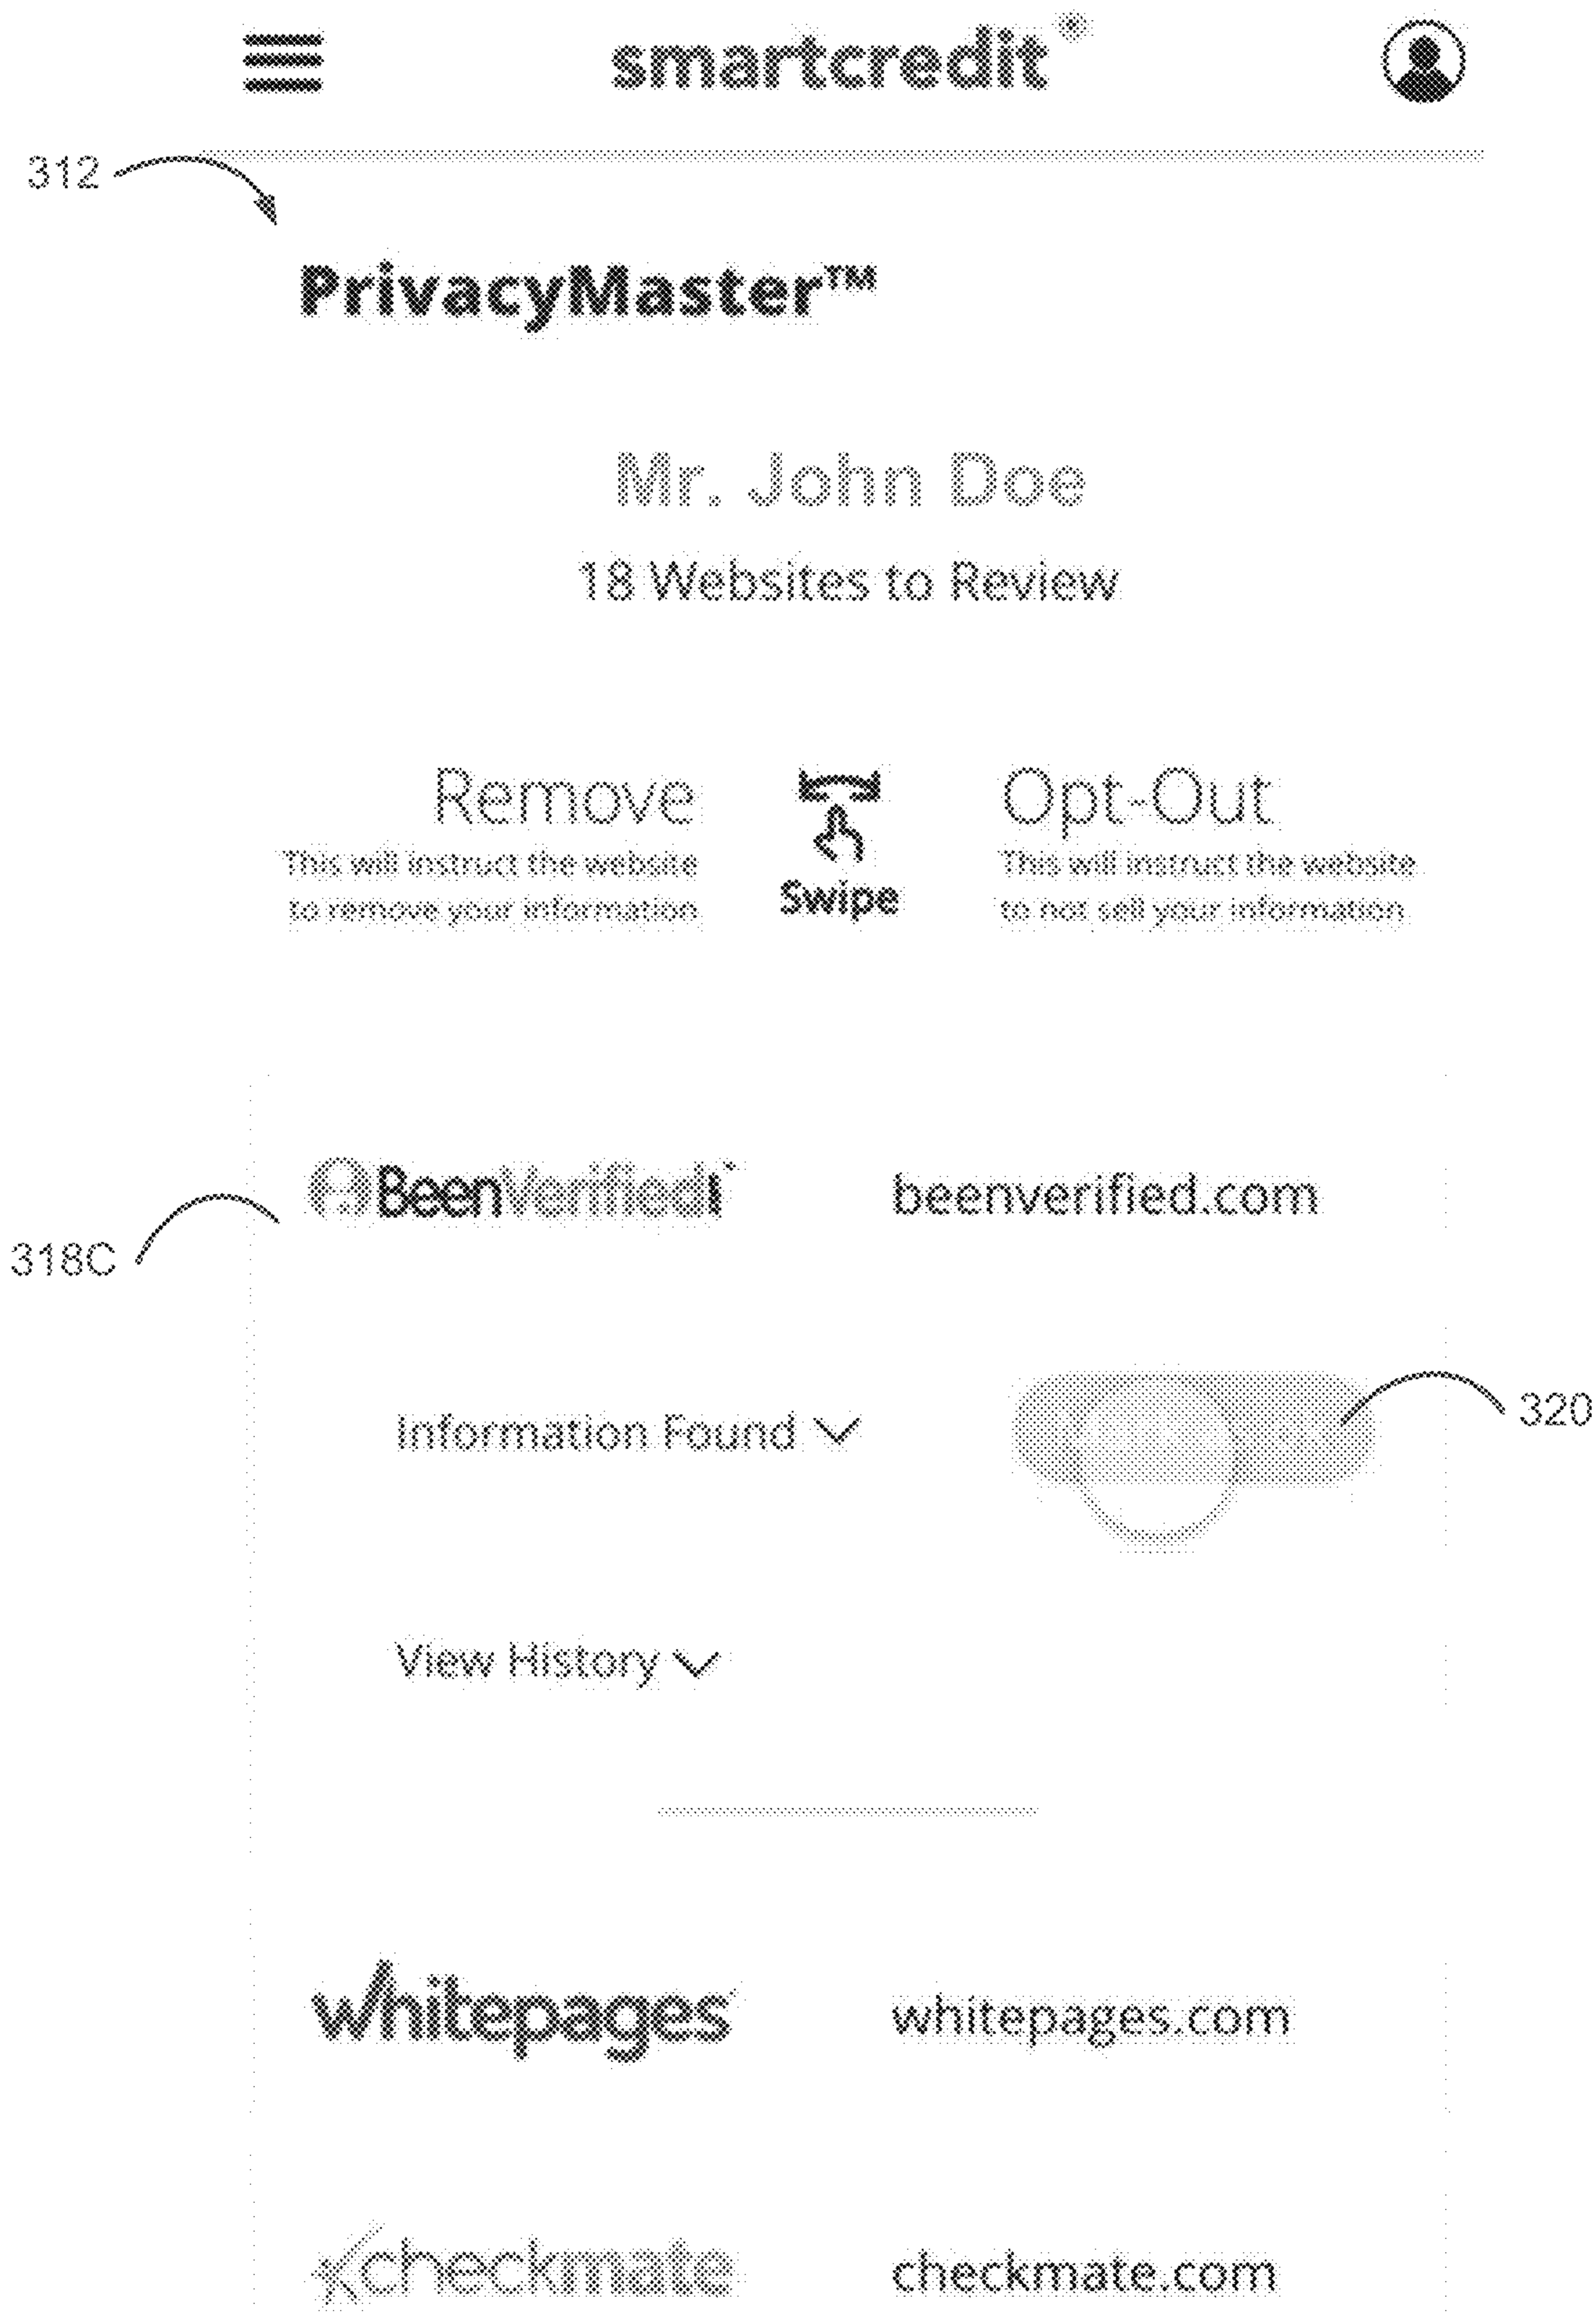 smartcredit
312
PrivacyMaster™
Mr. John Doe
18 Websites to Review
Remove
This will instruct the website
to remove your information
Swipe
Opt-Out
This will instruct the website
to not sell your information
BeenVerified beenverified.com
318C
Information Found
320
View History
whitepages whitepages.com
checkmate checkmate.com